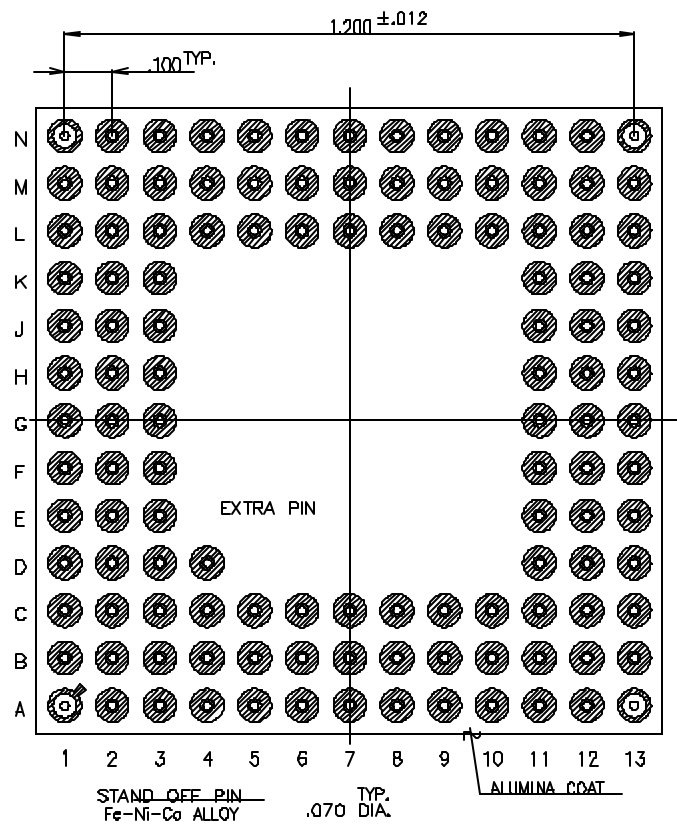 1.200 ±.012
.100 TYP.
N
M
L
K
J
H
G
F
E
D
C
B
A
EXTRA PIN
1 2 3 4 5 6 7 8 9 10 11 12 13
STAND OFF PIN
Fe-Ni-Co ALLOY
TYP.
.070 DIA.
ALUMINA COAT